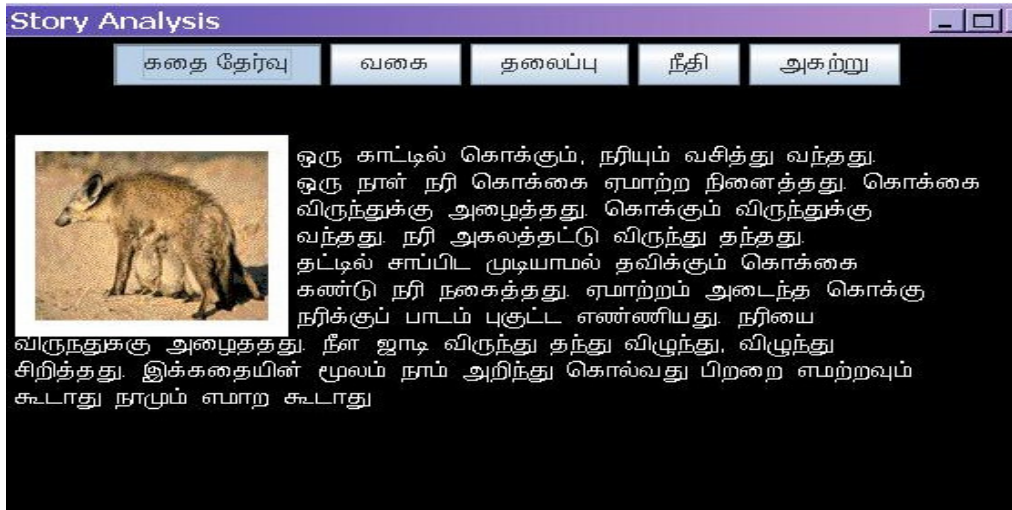 Story Analysis
கதை தேர்வு வகை தலைப்பு நீதி அகற்று
ஒரு காட்டில் கொக்கும், நரியும் வசித்து வந்தது.
ஒரு நாள் நரி கொக்கை ஏமாற்ற நினைத்தது. கொக்கை
விருந்துக்கு அழைத்தது. கொக்கும் விருந்துக்கு
வந்தது. நரி அகலத்தட்டு விருந்து தந்தது.
தட்டில் சாப்பிட முடியாமல் தவிக்கும் கொக்கை
கண்டு நரி நகைத்தது. ஏமாற்றம் அடைந்த கொக்கு
நரிக்குப் பாடம் புகுட்ட எண்ணியது. நரியை
விருந்துக்கு அழைத்தது. நீள ஜாடி விருந்து தந்து விழுந்து, விழுந்து
சிறித்தது. இக்கதையின் மூலம் நாம் அறிந்து கொல்வது பிறறை எமற்றவும்
கூடாது நாமும் எமாற கூடாது